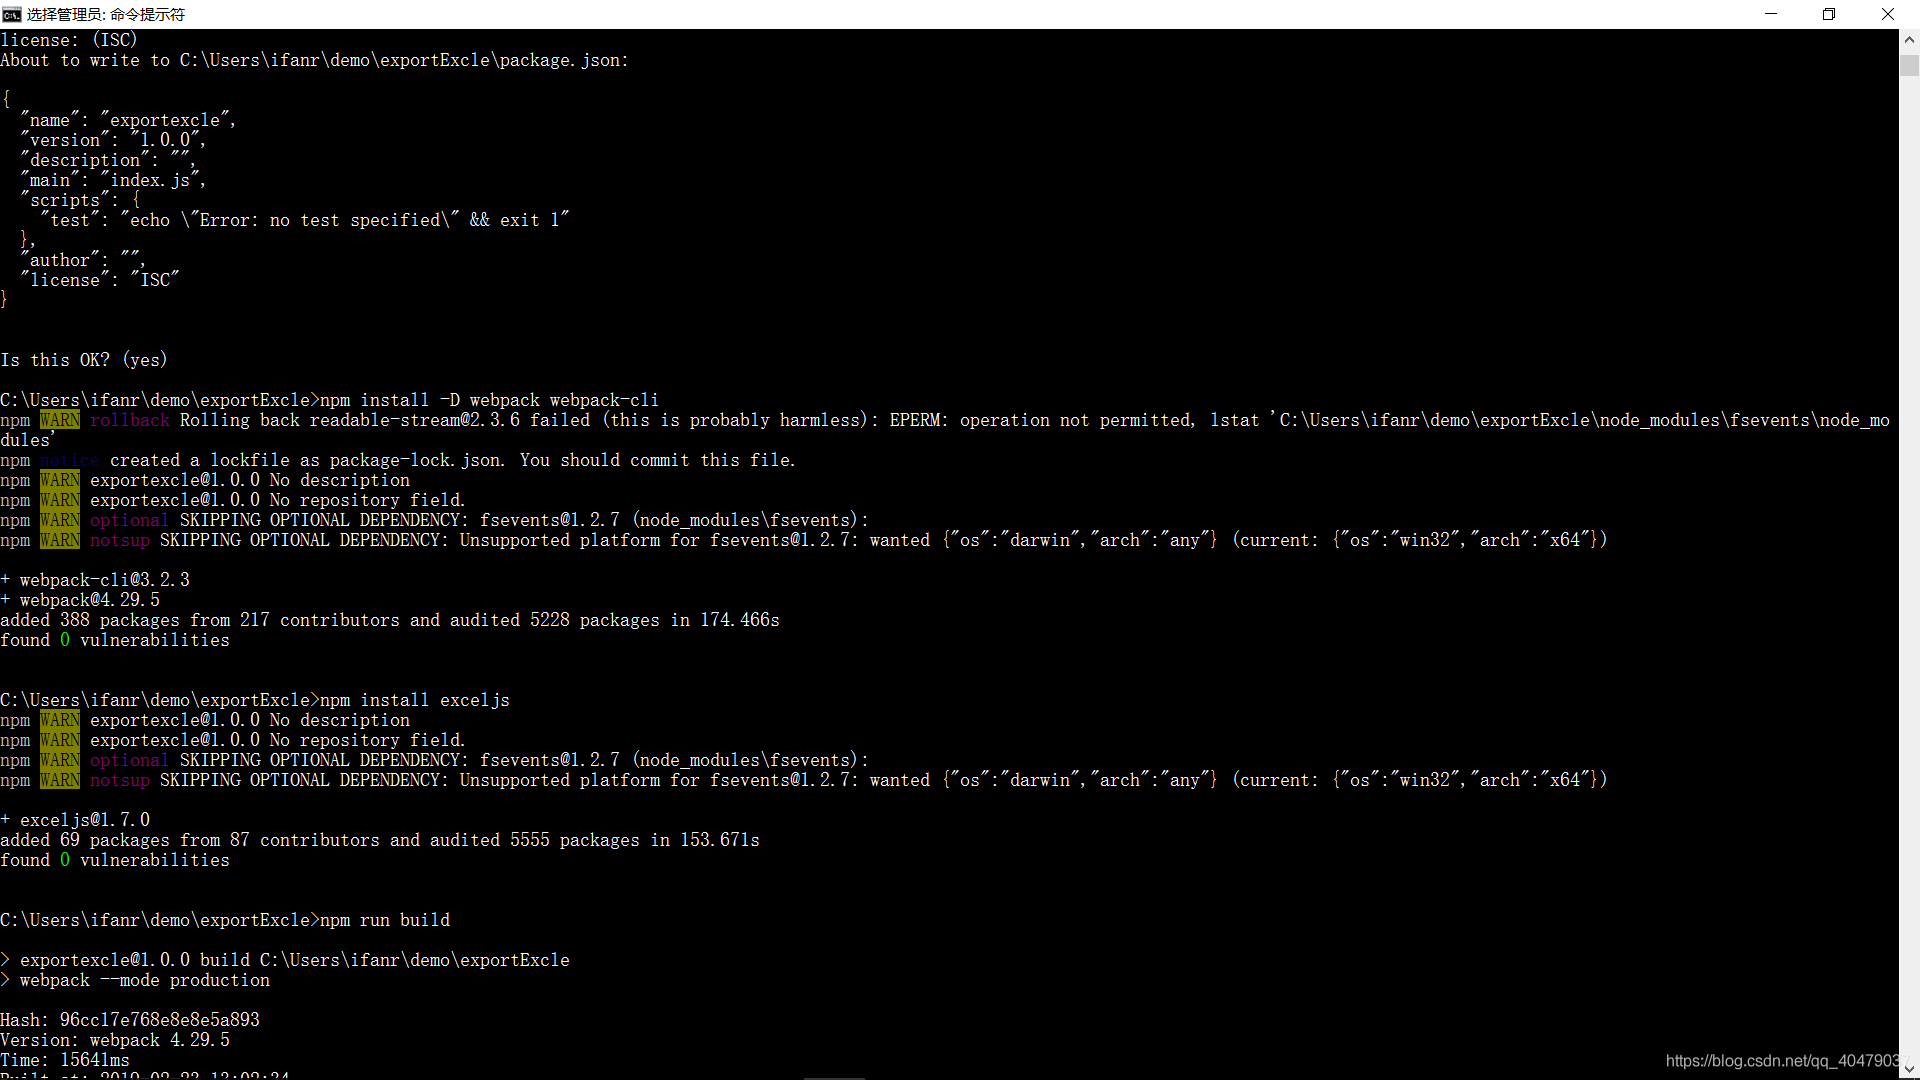 选择管理员: 命令提示符
license: (ISC)
About to write to C:\Users\ifanr\demo\exportExcle\package.json:
{
"name": "exportexcle",
"version": "1.0.0",
"description": "",
"main": "index.js",
"scripts": {
"test": "echo \"Error: no test specified\" && exit 1"
},
"author": "",
"license": "ISC"
}
Is this OK? (yes)
C:\Users\ifanr\demo\exportExcle>npm install -D webpack webpack-cli
npm WARN rollback Rolling back readable-stream@2.3.6 failed (this is probably harmless): EPERM: operation not permitted, lstat 'C:\Users\ifanr\demo\exportExcle\node_modules\fsevents\node_mo
dules'
npm notice created a lockfile as package-lock.json. You should commit this file.
npm WARN exportexcle@1.0.0 No description
npm WARN exportexcle@1.0.0 No repository field.
npm WARN optional SKIPPING OPTIONAL DEPENDENCY: fsevents@1.2.7 (node_modules\fsevents):
npm WARN notsup SKIPPING OPTIONAL DEPENDENCY: Unsupported platform for fsevents@1.2.7: wanted {"os":"darwin","arch":"any"} (current: {"os":"win32","arch":"x64"})
+ webpack-cli@3.2.3
+ webpack@4.29.5
added 388 packages from 217 contributors and audited 5228 packages in 174.466s
found 0 vulnerabilities
C:\Users\ifanr\demo\exportExcle>npm install exceljs
npm WARN exportexcle@1.0.0 No description
npm WARN exportexcle@1.0.0 No repository field.
npm WARN optional SKIPPING OPTIONAL DEPENDENCY: fsevents@1.2.7 (node_modules\fsevents):
npm WARN notsup SKIPPING OPTIONAL DEPENDENCY: Unsupported platform for fsevents@1.2.7: wanted {"os":"darwin","arch":"any"} (current: {"os":"win32","arch":"x64"})
+ exceljs@1.7.0
added 69 packages from 87 contributors and audited 5555 packages in 153.671s
found 0 vulnerabilities
C:\Users\ifanr\demo\exportExcle>npm run build
> exportexcle@1.0.0 build C:\Users\ifanr\demo\exportExcle
> webpack --mode production
Hash: 96cc17e768e8e8e5a893
Version: webpack 4.29.5
Time: 15641ms
Built at: 2019-02-23
https://blog.csdn.net/qq_40479037